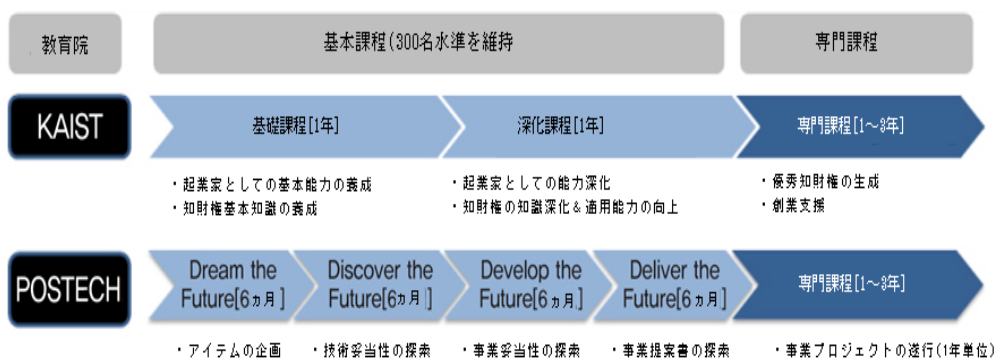 教育院
基本課程(300名水準を維持
専門課程
KAIST
基礎課程[1年]
深化課程[1年]
専門課程[1～3年]
・起業家としての基本能力の養成
・知財権基本知識の養成
・起業家としての能力深化
・知財権の知識深化＆適用能力の向上
・優秀知財権の生成
・創業支援
POSTECH
Dream the
Future[6ヵ月]
Discover the
Future[6ヵ月]
Develop the
Future[6ヵ月]
Deliver the
Future[6ヵ月]
専門課程[1～3年]
・アイテムの企画
・技術妥当性の探索
・事業妥当性の探索
・事業提案書の探索
・事業プロジェクトの遂行(1年単位)